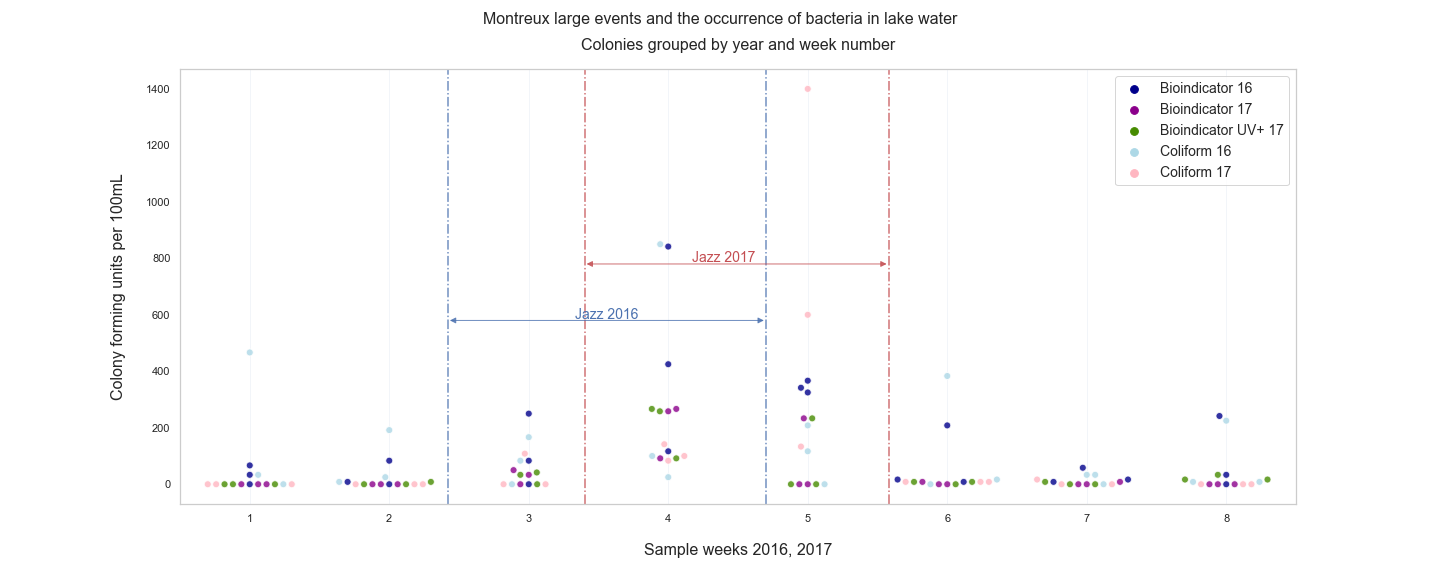 Montreux large events and the occurrence of bacteria in lake water
Colonies grouped by year and week number
Colony forming units per 100mL
1400
1200
1000
800
600
400
200
0
Jazz 2017
Jazz 2016
Bioindicator 16
Bioindicator 17
Bioindicator UV+ 17
Coliform 16
Coliform 17
1 2 3 4 5 6 7 8
Sample weeks 2016, 2017